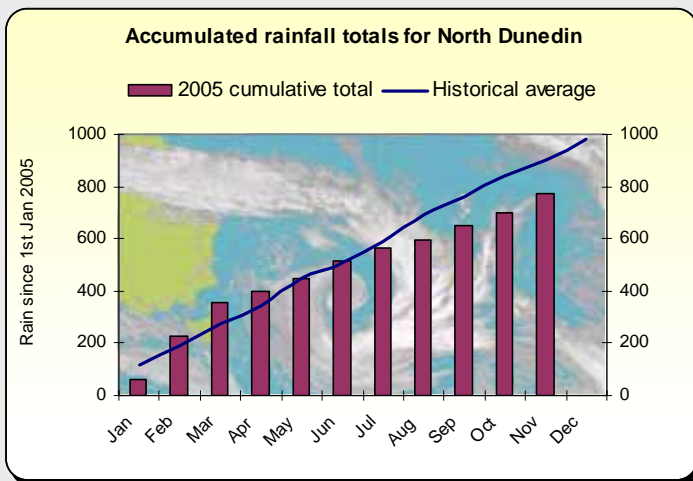 Accumulated rainfall totals for North Dunedin
2005 cumulative total Historical average
Rain since 1st Jan 2005
1000 1000
800 800
600 600
400 400
200 200
0 0
Jan Feb Mar Apr May Jun Jul Aug Sep Oct Nov Dec